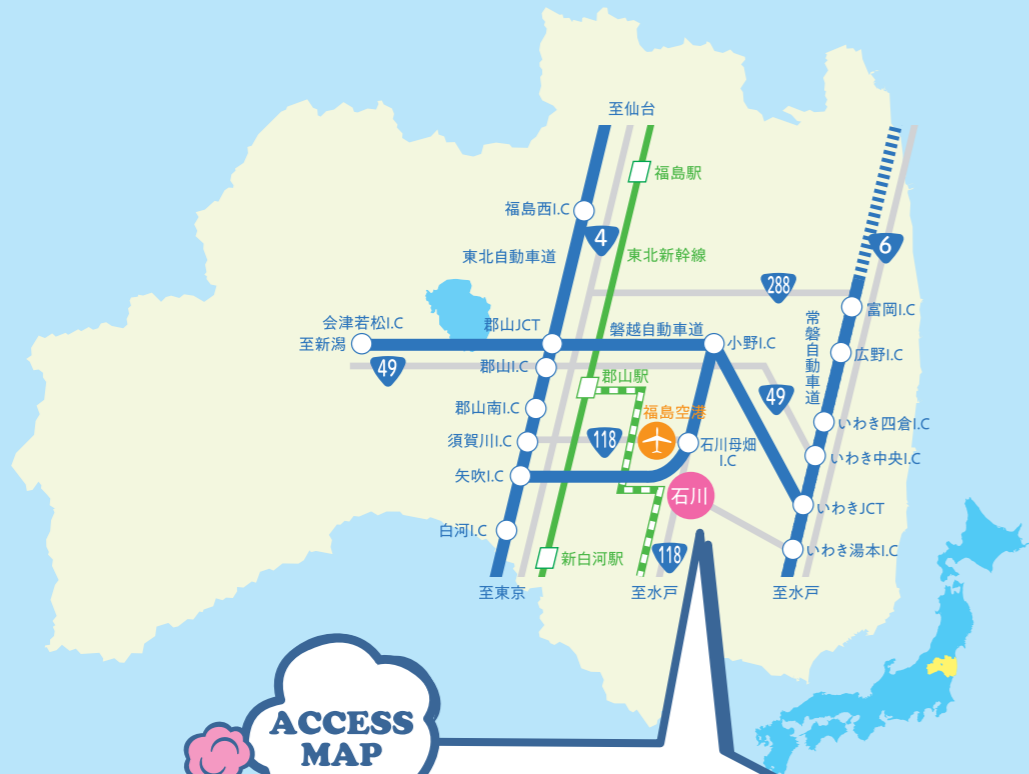 至仙台
福島駅
福島西I.C
4
6
東北自動車道
東北新幹線
288
富岡I.C
会津若松I.C
郡山JCT
磐越自動車道
小野I.C
常磐自動車道
至新潟
49
広野I.C
郡山I.C
郡山駅
49
郡山南I.C
福島空港
いわき四倉I.C
須賀川I.C
118
石川母畑
I.C
いわき中央I.C
矢吹I.C
石川
いわきJCT
白河I.C
新白河駅
118
いわき湯本I.C
至東京
至水戸
至水戸
ACCESS
MAP